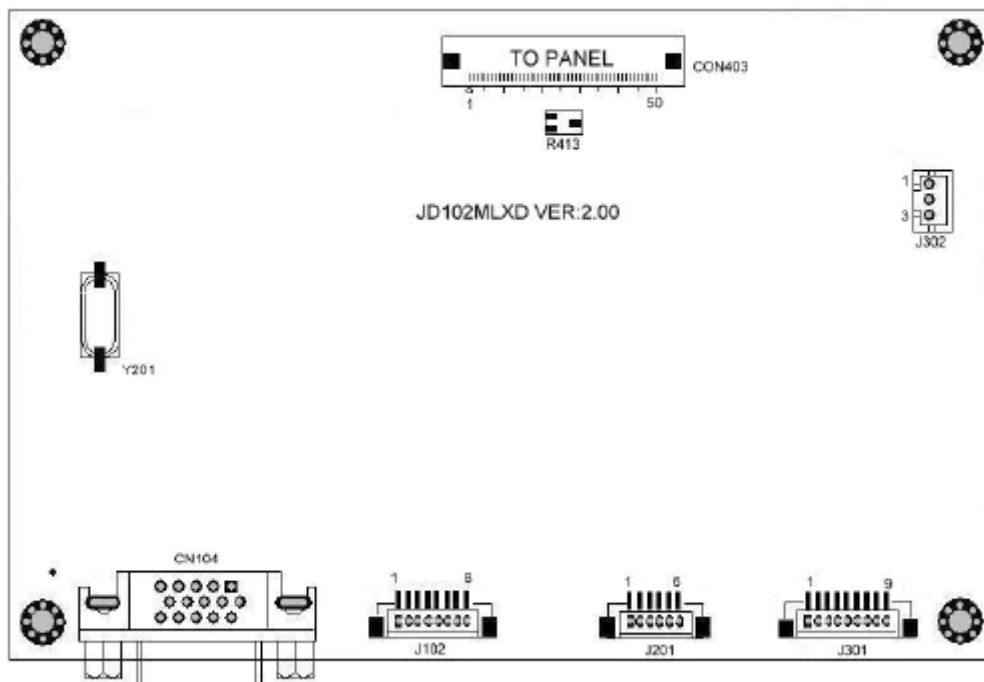 TO PANEL
CON403
1 50
R413
JD102MLXD VER:2.00
1
3
J302
Y201
CN104
1 8
1 6
1 9
J102
J201
J301